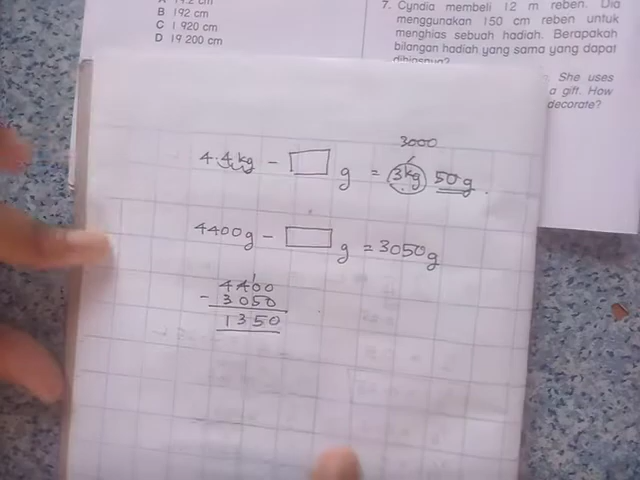 B 192 cm
C 1 920 cm
D 19 200 cm
7. Cyndia membeli 12 m reben. Dia
menggunakan 150 cm reben untuk
menghias sebuah hadiah. Berapakah
bilangan hadiah yang sama yang dapat
She uses
a gift. How
decorate?
3000
4.4kg - □ g = 3kg 50g.
4400g - □ g = 3050g
4400
- 3050
1350